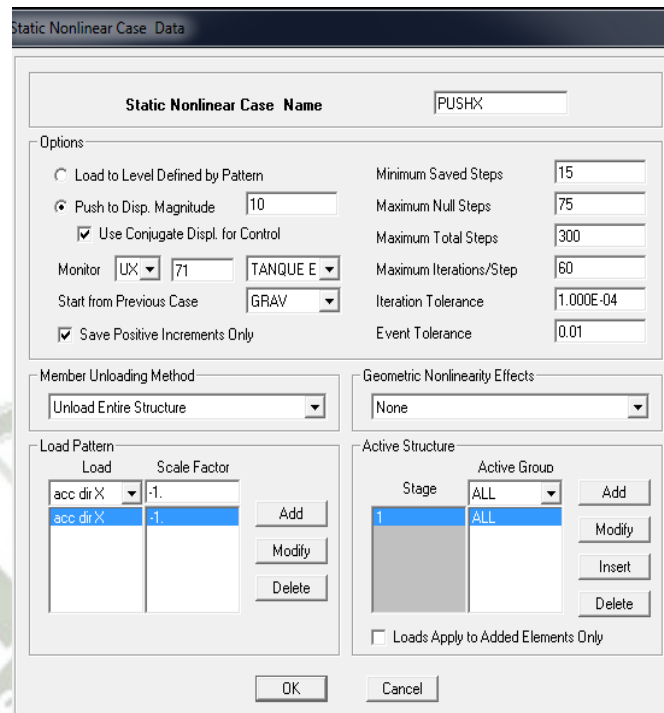 Static Nonlinear Case Data
Static Nonlinear Case Name PUSHX
Options
Load to Level Defined by Pattern
Push to Disp. Magnitude 10
Use Conjugate Displ. for Control
Monitor UX 71 TANQUE E
Start from Previous Case GRAV
Save Positive Increments Only
Minimum Saved Steps 15
Maximum Null Steps 75
Maximum Total Steps 300
Maximum Iterations/Step 60
Iteration Tolerance 1.000E-04
Event Tolerance 0.01
Member Unloading Method
Unload Entire Structure
Geometric Nonlinearity Effects
None
Load Pattern
Load Scale Factor
acc dir X -1.
acc dir X -1.
Add
Modify
Delete
Active Structure
Active Group
Stage ALL
1 ALL
Add
Modify
Insert
Delete
Loads Apply to Added Elements Only
OK Cancel